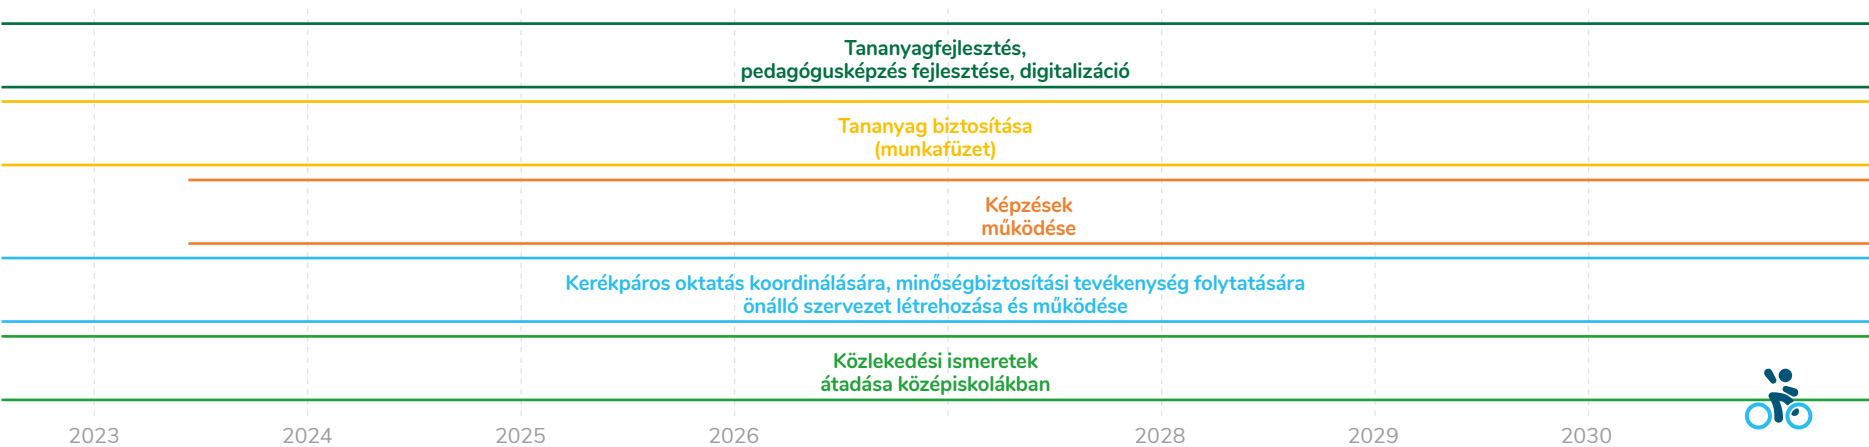 Tananyagfejlesztés,
pedagógusképzés fejlesztése, digitalizáció
Tananyag biztosítása
(munkafüzet)
Képzések
működése
Kerékpáros oktatás koordinálására, minőségbiztosítási tevékenység folytatására
önálló szervezet létrehozása és működése
Közlekedési ismeretek
átadása középiskolákban
2023 2024 2025 2026 2028 2029 2030